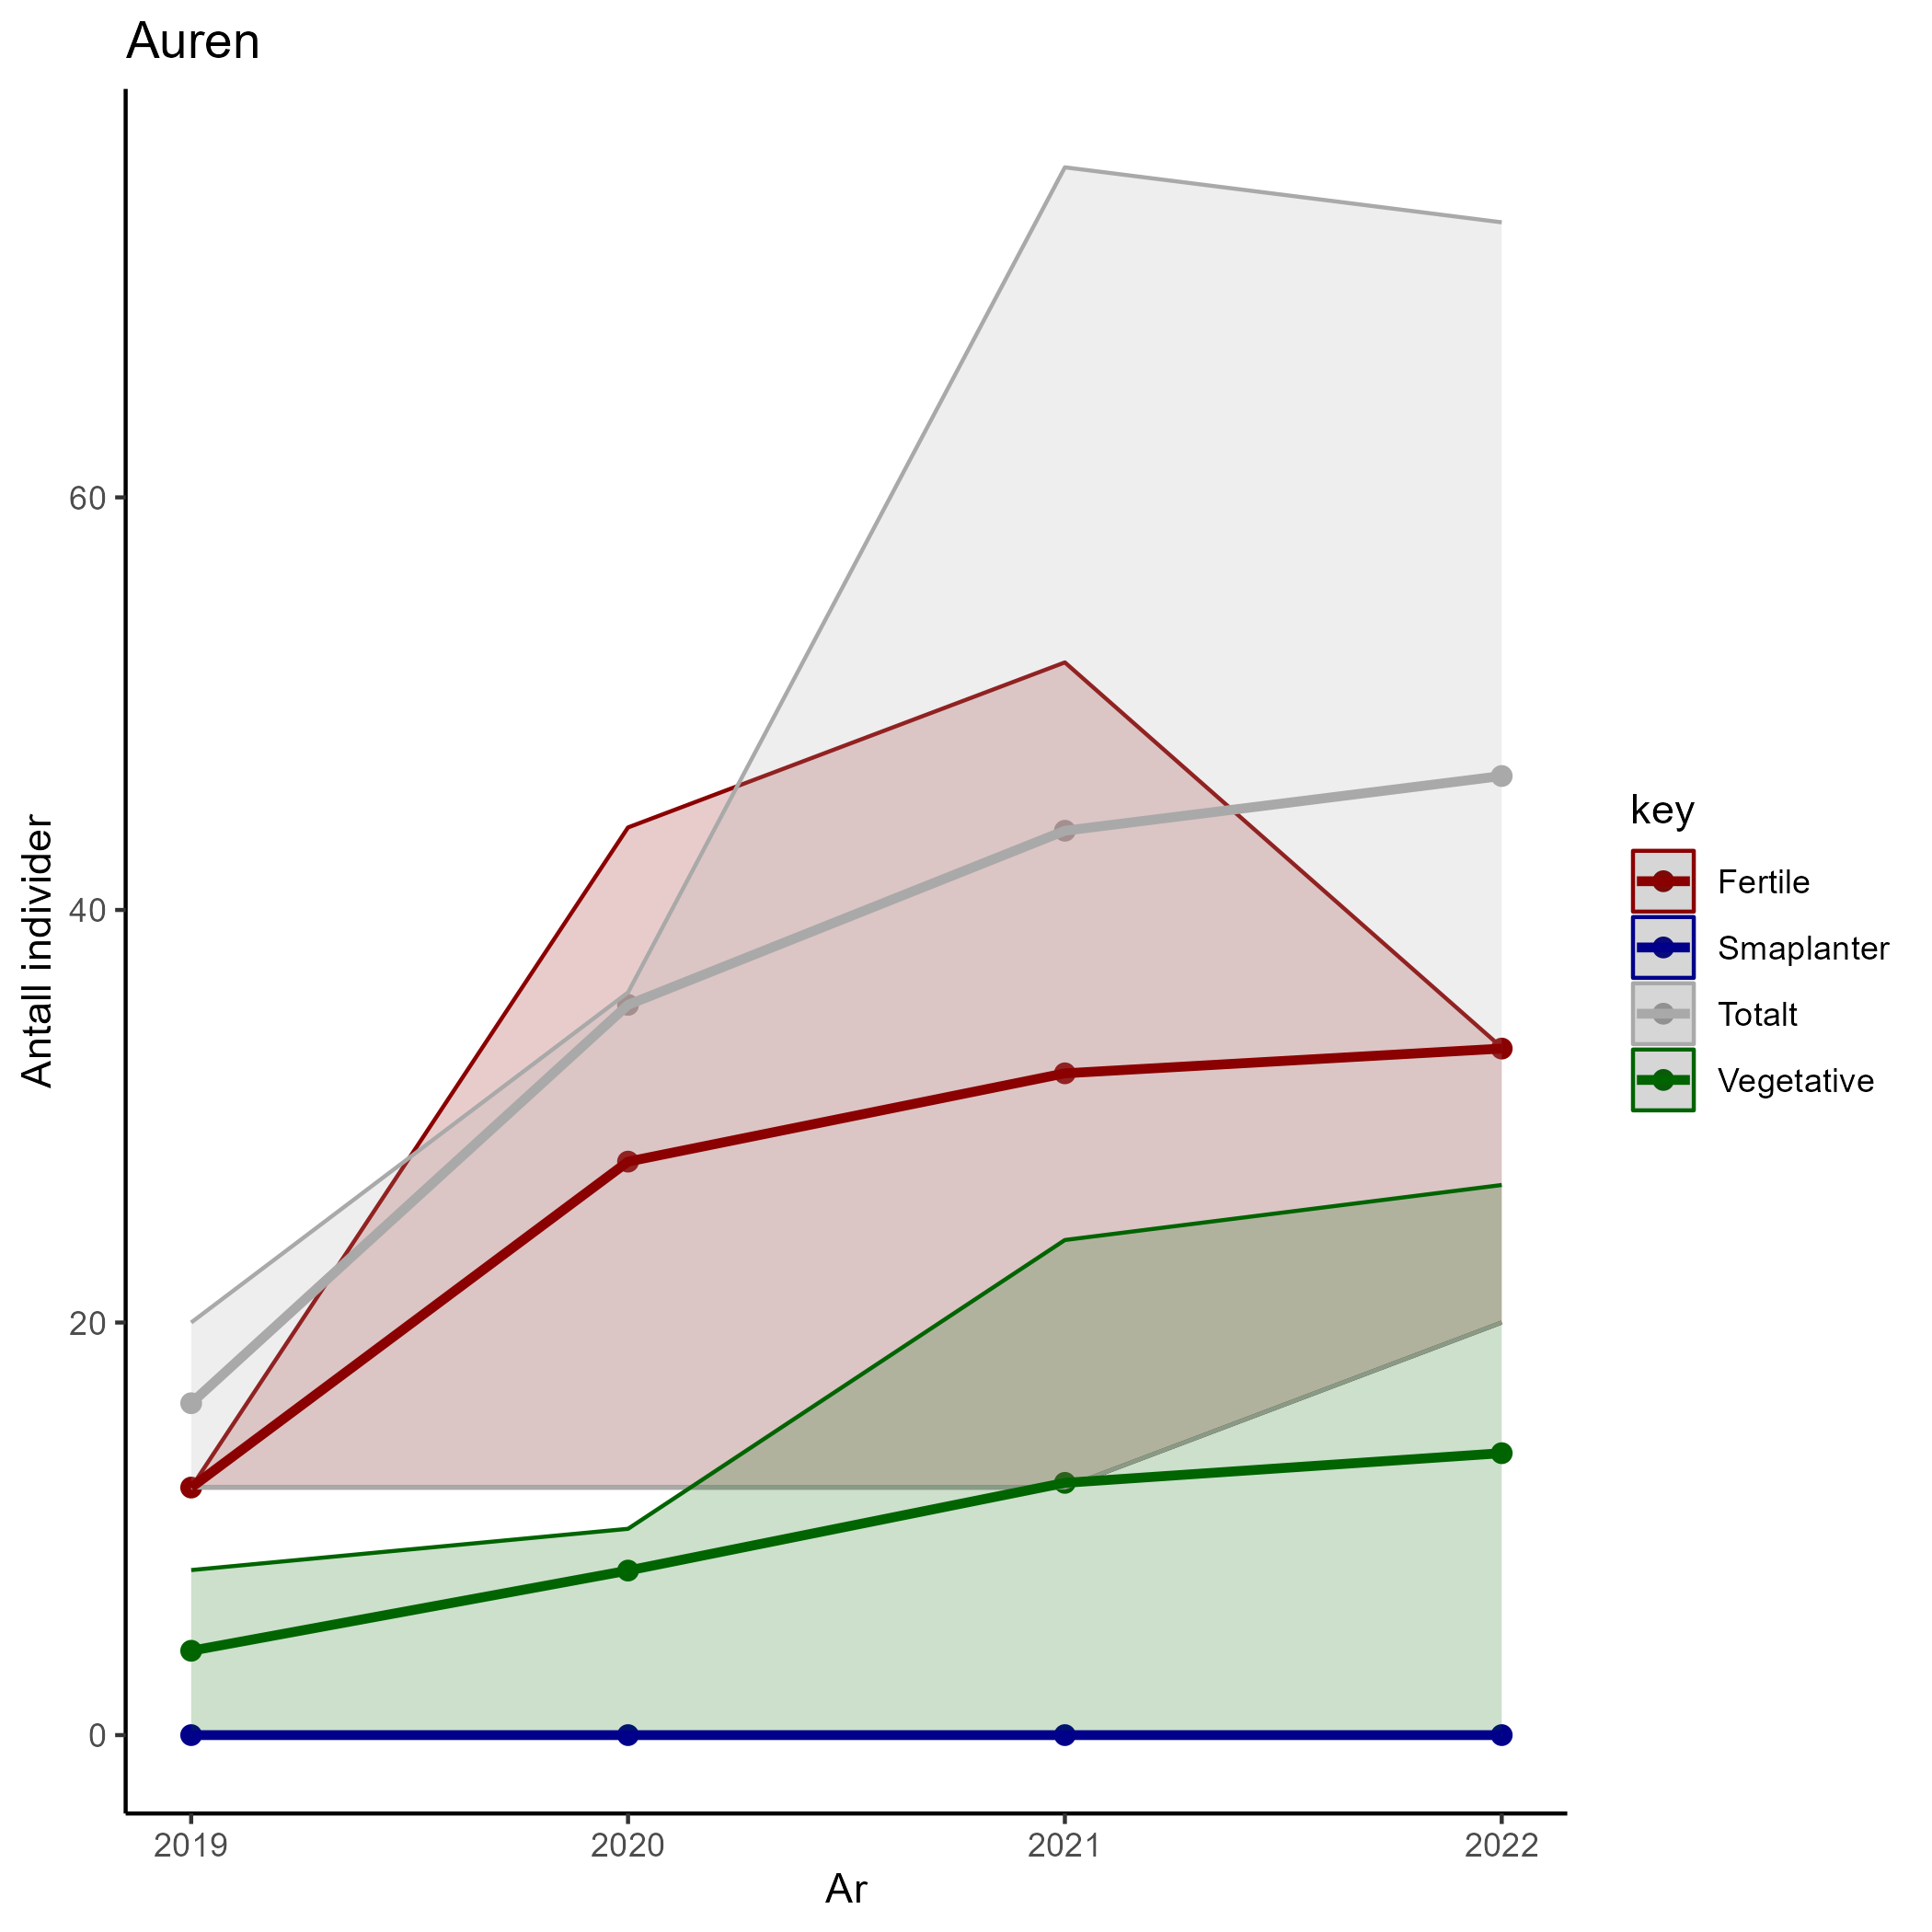 Auren
Antall individer
60
40
20
0
2019
2020
2021
2022
Ar
key
Fertile
Smaplanter
Totalt
Vegetative